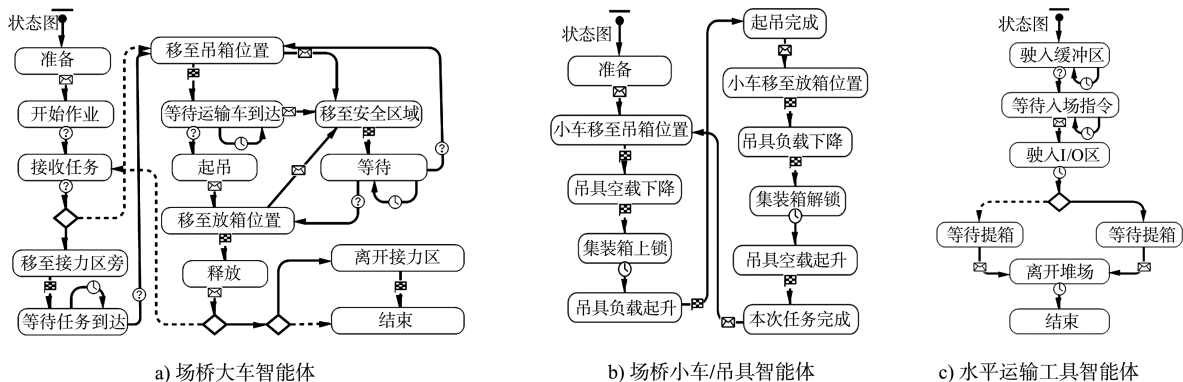 状态图
准备
开始作业
接收任务
移至接力区旁
等待任务到达
移至吊箱位置
等待运输车到达
起吊
移至放箱位置
释放
移至安全区域
等待
离开接力区
结束
a) 场桥大车智能体
状态图
准备
小车移至吊箱位置
吊具空载下降
集装箱上锁
吊具负载起升
起吊完成
小车移至放箱位置
吊具负载下降
集装箱解锁
吊具空载起升
本次任务完成
b) 场桥小车/吊具智能体
状态图
驶入缓冲区
等待入场指令
驶入I/O区
等待提箱
等待提箱
离开堆场
结束
c) 水平运输工具智能体